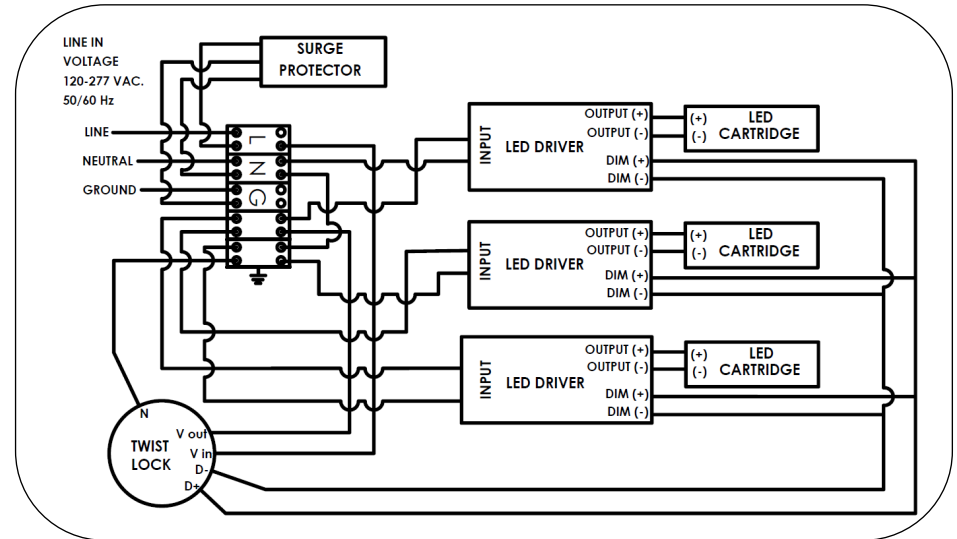 LINE IN
VOLTAGE
120-277 VAC.
50/60 Hz
SURGE
PROTECTOR
LINE
NEUTRAL
GROUND
L
N
G
INPUT
LED DRIVER
OUTPUT (+)
OUTPUT (-)
DIM (+)
DIM (-)
(+)
(-)
LED
CARTRIDGE
INPUT
LED DRIVER
OUTPUT (+)
OUTPUT (-)
DIM (+)
DIM (-)
(+)
(-)
LED
CARTRIDGE
INPUT
LED DRIVER
OUTPUT (+)
OUTPUT (-)
DIM (+)
DIM (-)
(+)
(-)
LED
CARTRIDGE
N
TWIST
LOCK
V out
V in
D-
D+